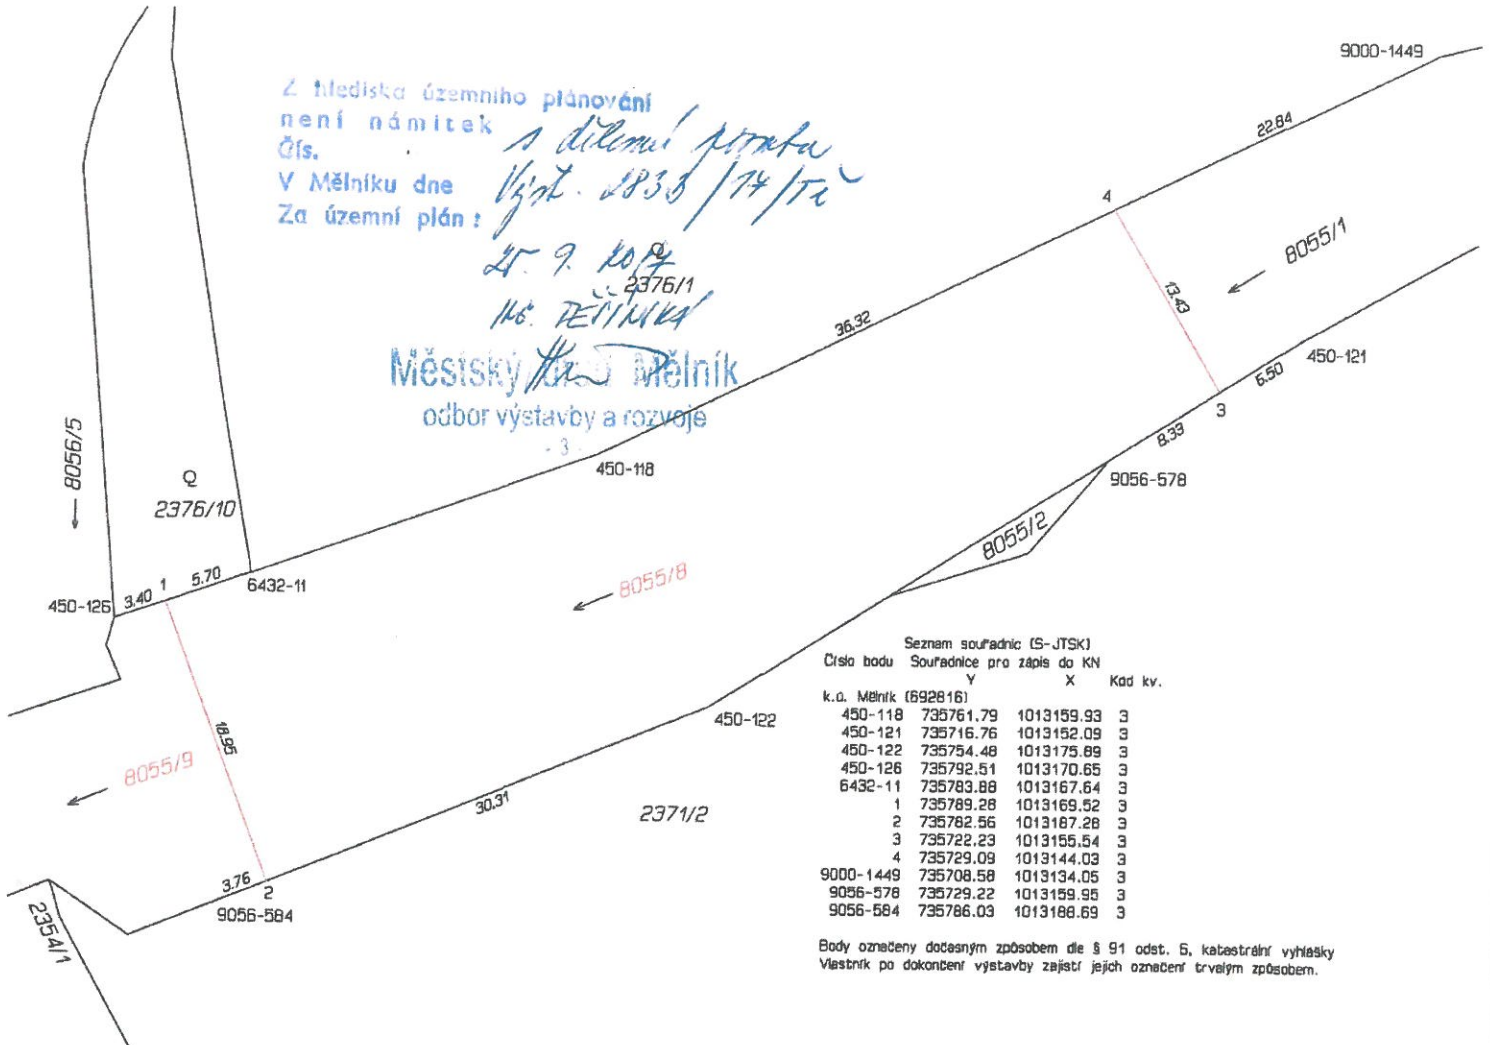 9000-1449
Z hlediska územního plánování
není námitek s dělením pozemku
Čís. Výst. 2833/17/Te
V Mělníku dne
Za územní plán :
25. 9. 2017
22.84
4
8055/1
Q
2376/1
13.43
36.32
450-121
6.50
3
Městský úřad Mělník
odbor výstavby a rozvoje
- 3 -
8.33
450-118
9056-578
8056/5
Q
2376/10
8055/2
1
5.70
6432-11
3.40
450-126
8055/8
18.95
450-122
8055/9
30.31
2371/2
3.76
2
9056-584
2354/1
Seznam souřadnic (S-JTSK)
Číslo bodu Souřadnice pro zápis do KN
Y X Kód kv.
k.ú. Mělník (692816)
450-118 735761.79 1013159.93 3
450-121 735716.76 1013152.09 3
450-122 735754.48 1013175.89 3
450-126 735792.51 1013170.65 3
6432-11 735783.88 1013167.64 3
1 735789.28 1013169.52 3
2 735782.56 1013187.28 3
3 735722.23 1013155.54 3
4 735729.09 1013144.03 3
9000-1449 735708.58 1013134.05 3
9056-578 735729.22 1013159.95 3
9056-584 735786.03 1013188.69 3
Body označeny dočasným způsobem dle § 91 odst. 5, katastrální vyhlášky
Vlastník po dokončení výstavby zajistí jejich označení trvalým způsobem.